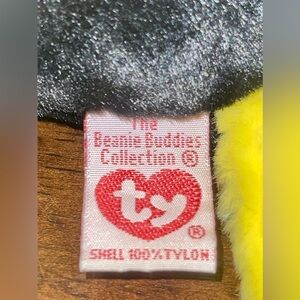 The
Beanie Buddies
Collection ®
ty
®
SHELL 100% TYLON